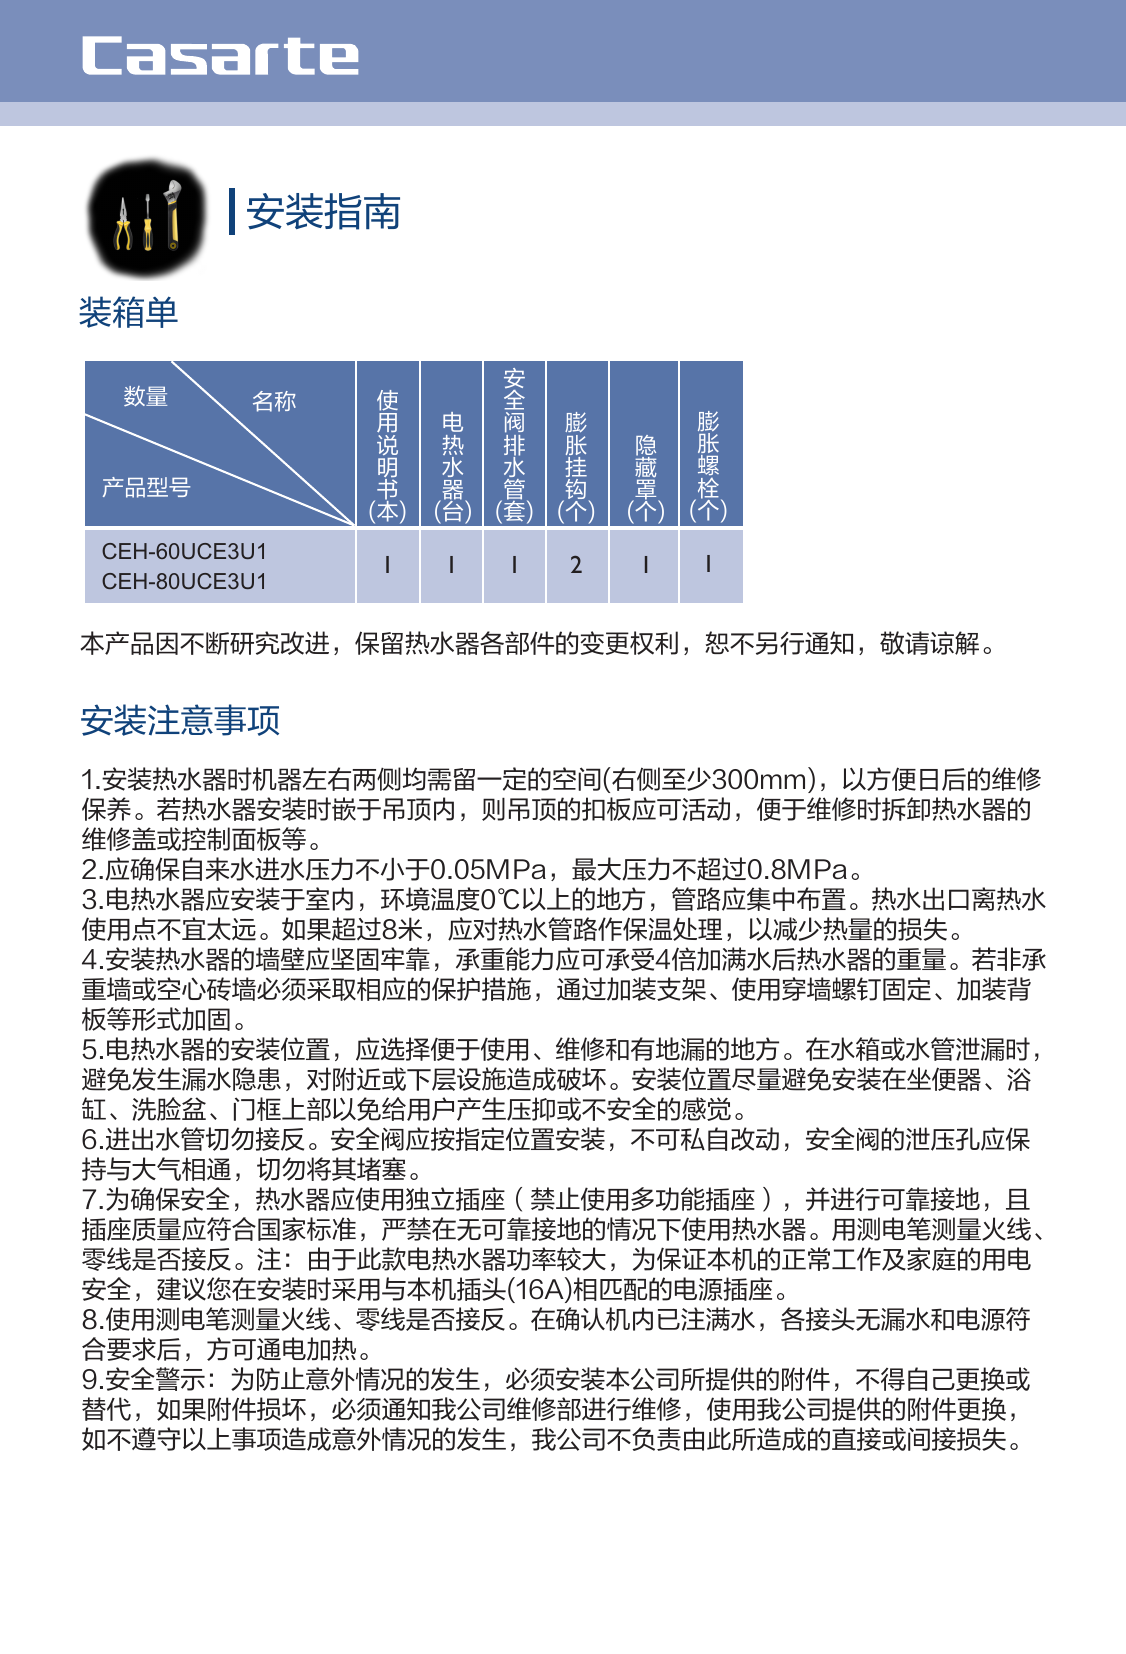 Casarte
安装指南
装箱单
数量
名称
产品型号
使用说明书(本)
电热水器(台)
安全阀排水管(套)
膨胀挂钩(个)
隐藏罩(个)
膨胀螺栓(个)
CEH-60UCE3U1
CEH-80UCE3U1
1 1 1 2 1 1
本产品因不断研究改进，保留热水器各部件的变更权利，恕不另行通知，敬请谅解。
安装注意事项
1.安装热水器时机器左右两侧均需留一定的空间(右侧至少300mm)，以方便日后的维修
保养。若热水器安装时嵌于吊顶内，则吊顶的扣板应可活动，便于维修时拆卸热水器的
维修盖或控制面板等。
2.应确保自来水进水压力不小于0.05MPa，最大压力不超过0.8MPa。
3.电热水器应安装于室内，环境温度0℃以上的地方，管路应集中布置。热水出口离热水
使用点不宜太远。如果超过8米，应对热水管路作保温处理，以减少热量的损失。
4.安装热水器的墙壁应坚固牢靠，承重能力应可承受4倍加满水后热水器的重量。若非承
重墙或空心砖墙必须采取相应的保护措施，通过加装支架、使用穿墙螺钉固定、加装背
板等形式加固。
5.电热水器的安装位置，应选择便于使用、维修和有地漏的地方。在水箱或水管泄漏时，
避免发生漏水隐患，对附近或下层设施造成破坏。安装位置尽量避免安装在坐便器、浴
缸、洗脸盆、门框上部以免给用户产生压抑或不安全的感觉。
6.进出水管切勿接反。安全阀应按指定位置安装，不可私自改动，安全阀的泄压孔应保
持与大气相通，切勿将其堵塞。
7.为确保安全，热水器应使用独立插座（禁止使用多功能插座），并进行可靠接地，且
插座质量应符合国家标准，严禁在无可靠接地的情况下使用热水器。用测电笔测量火线、
零线是否接反。注：由于此款电热水器功率较大，为保证本机的正常工作及家庭的用电
安全，建议您在安装时采用与本机插头(16A)相匹配的电源插座。
8.使用测电笔测量火线、零线是否接反。在确认机内已注满水，各接头无漏水和电源符
合要求后，方可通电加热。
9.安全警示：为防止意外情况的发生，必须安装本公司所提供的附件，不得自己更换或
替代，如果附件损坏，必须通知我公司维修部进行维修，使用我公司提供的附件更换，
如不遵守以上事项造成意外情况的发生，我公司不负责由此所造成的直接或间接损失。